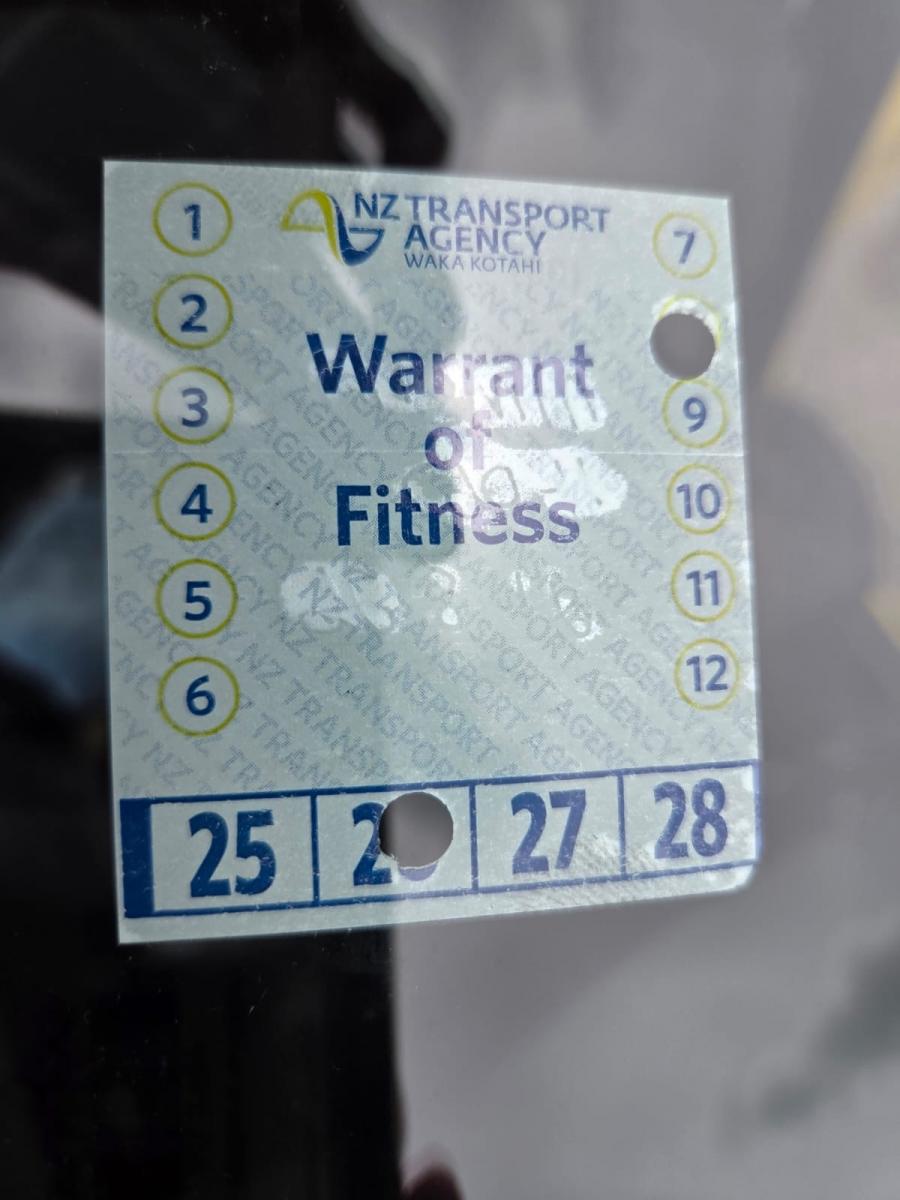 NZ TRANSPORT
AGENCY
WAKA KOTAHI
Warrant
of
Fitness
1
2
3
4
5
6
7
9
10
11
12
25
27
28